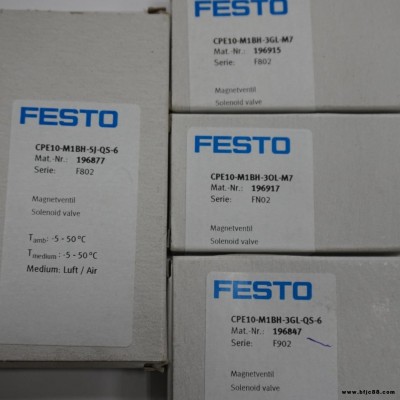 FESTO
CPE10-M1BH-5J-QS-6
Mat.-Nr.: 196877
Serie: F802
Magnetventil
Solenoid valve
Tamb: -5 - 50 °C
Tmedium: -5 - 50 °C
Medium: Luft / Air
FESTO
CPE10-M1BH-3GL-M7
Mat.-Nr.: 196915
Serie: F802
Magnetventil
Solenoid valve
FESTO
CPE10-M1BH-3OL-M7
Mat.-Nr.: 196917
Serie: FN02
Magnetventil
Solenoid valve
FESTO
CPE10-M1BH-3GL-QS-6
Mat.-Nr.: 196847
Serie: F902
Magnetventil
Solenoid valve
www.btjc88.com